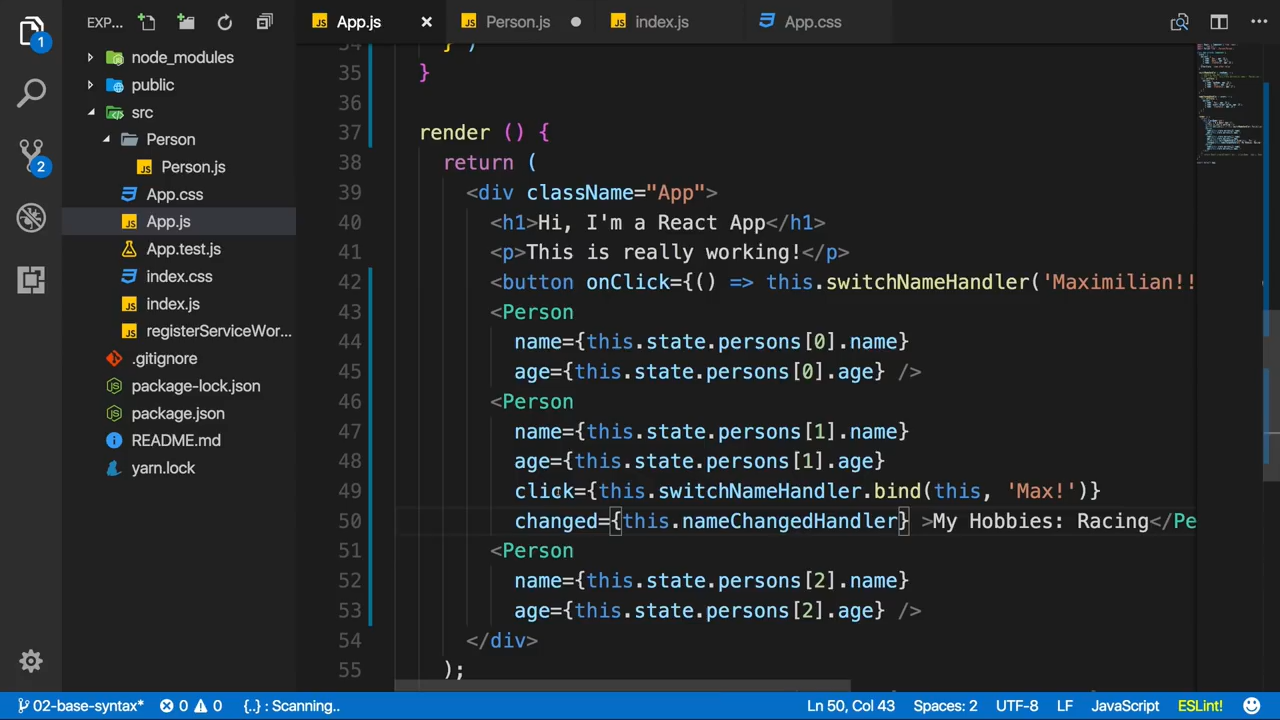 EXP...
App.js
Person.js
index.js
App.css
1
2
node_modules
public
src
Person
Person.js
App.css
App.js
App.test.js
index.css
index.js
registerServiceWor...
.gitignore
package-lock.json
package.json
README.md
yarn.lock
35 }
36
37 render () {
38 return (
39 <div className="App">
40 <h1>Hi, I'm a React App</h1>
41 <p>This is really working!</p>
42 <button onClick={() => this.switchNameHandler('Maximilian!!
43 <Person
44 name={this.state.persons[0].name}
45 age={this.state.persons[0].age} />
46 <Person
47 name={this.state.persons[1].name}
48 age={this.state.persons[1].age}
49 click={this.switchNameHandler.bind(this, 'Max!')}
50 changed={this.nameChangedHandler} >My Hobbies: Racing</Pe
51 <Person
52 name={this.state.persons[2].name}
53 age={this.state.persons[2].age} />
54 </div>
55 );
02-base-syntax* 0 0 {..} : Scanning.. Ln 50, Col 43 Spaces: 2 UTF-8 LF JavaScript ESLint!